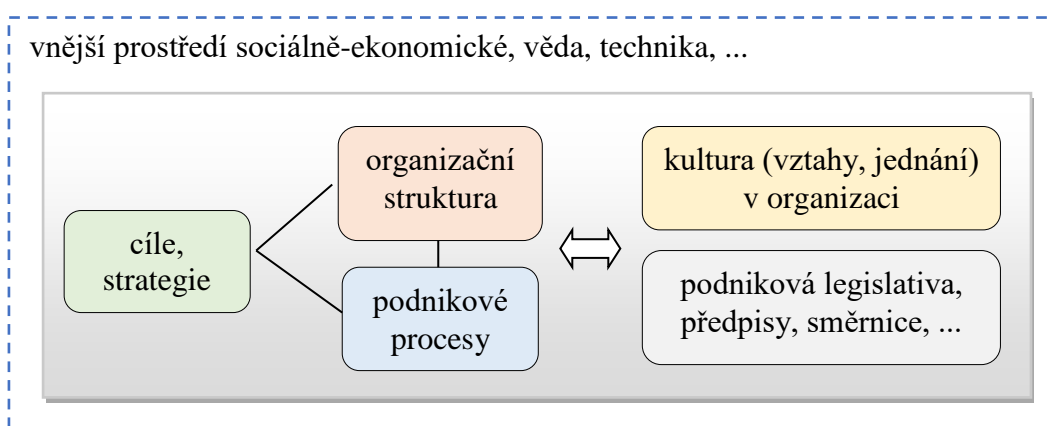 vnější prostředí sociálně-ekonomické, věda, technika, ...
organizační
struktura
kultura (vztahy, jednání)
v organizaci
cíle,
strategie
podnikové
procesy
podniková legislativa,
předpisy, směrnice, ...